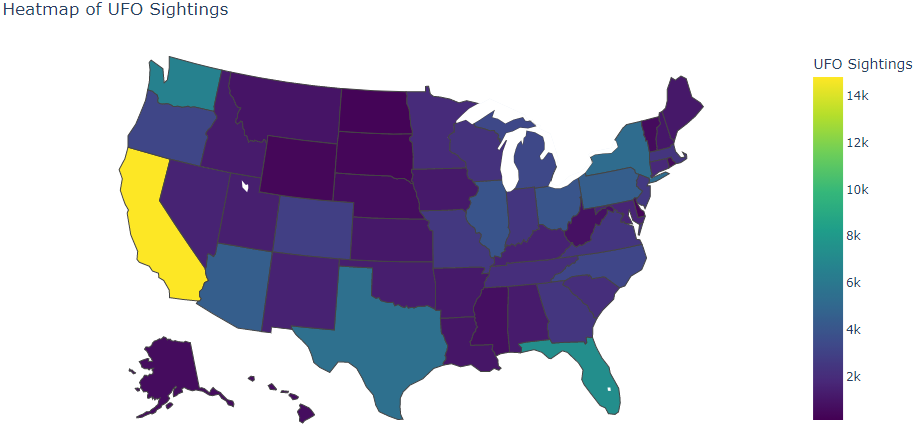 Heatmap of UFO Sightings
UFO Sightings
14k
12k
10k
8k
6k
4k
2k